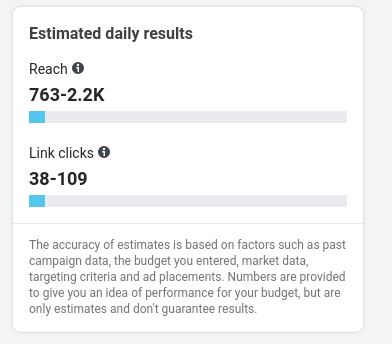 Estimated daily results
Reach
763-2.2K
Link clicks
38-109
The accuracy of estimates is based on factors such as past
campaign data, the budget you entered, market data,
targeting criteria and ad placements. Numbers are provided
to give you an idea of performance for your budget, but are
only estimates and don't guarantee results.